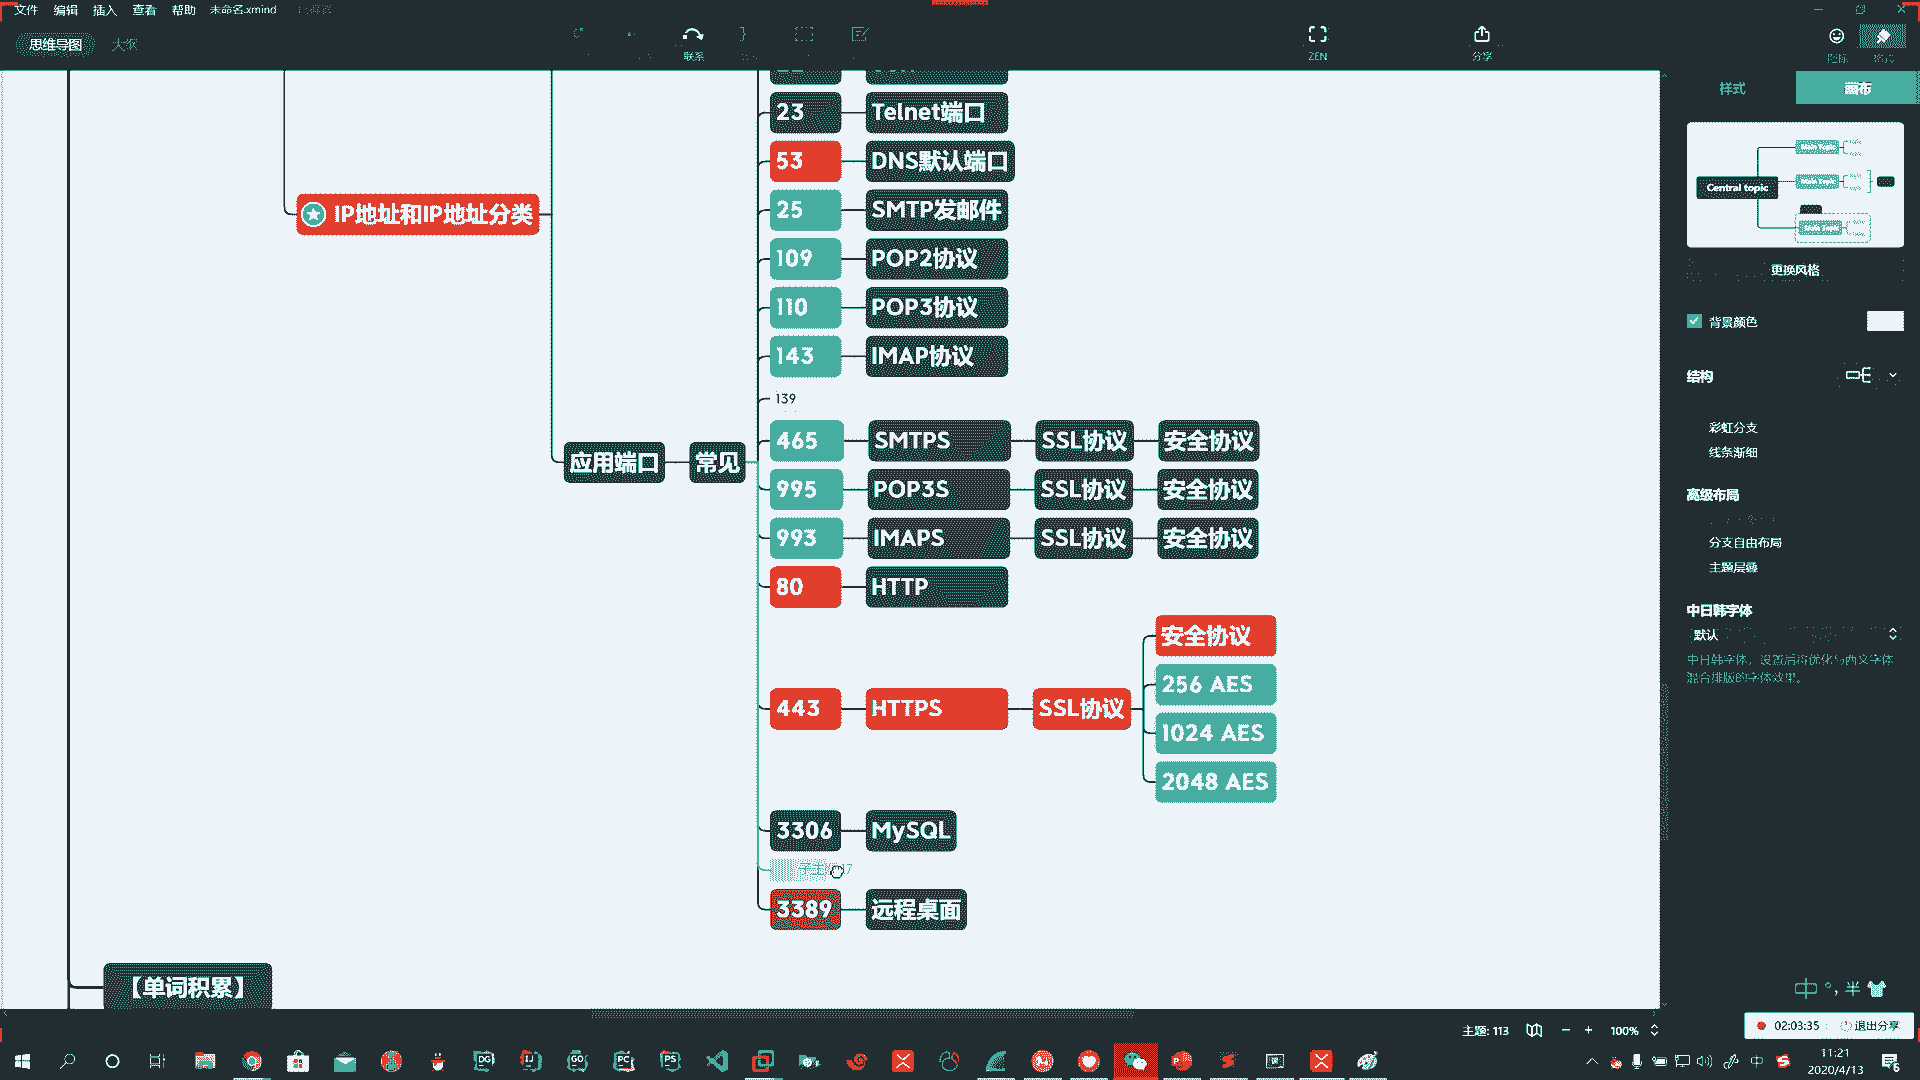 文件 编辑 插入 查看 帮助 未命名.xmind
思维导图 大纲
联系
ZEN
分享
样式 画布
23 Telnet端口
53 DNS默认端口
IP地址和IP地址分类
25 SMTP发邮件
109 POP2协议
110 POP3协议
143 IMAP协议
139
465 SMTPS SSL协议 安全协议
应用端口 常见
995 POP3S SSL协议 安全协议
993 IMAPS SSL协议 安全协议
80 HTTP
安全协议
256 AES
443 HTTPS SSL协议
1024 AES
2048 AES
3306 MySQL
3389 远程桌面
【单词积累】
Central topic
更换风格
背景颜色
结构
彩虹分支
线条渐细
高级布局
分支自由布局
主题层叠
中日韩字体
默认
中日韩字体，设置后将优化与西文字体
混合排版的字体效果。
中 °, 半
主题: 113 100%
02:03:35 退出分享
DG IJ GO PC PS
中
11:21
2020/4/13